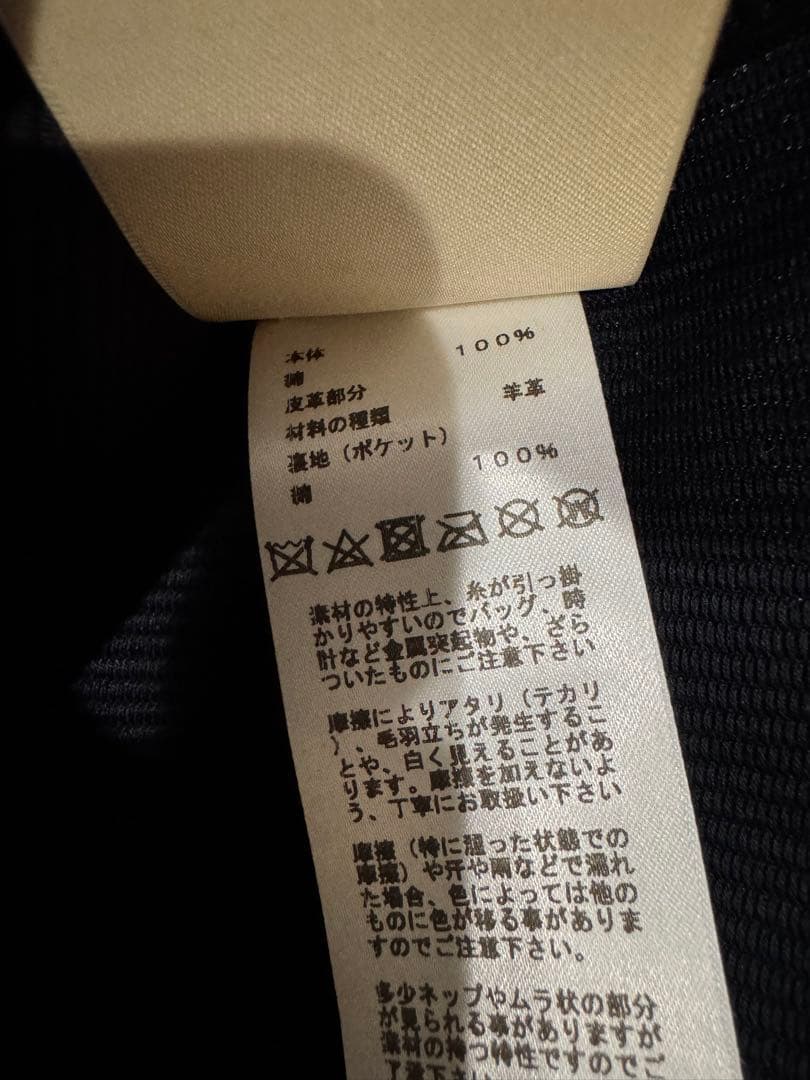 本体
綿 100%
皮革部分
材料の種類 羊革
裏地（ポケット）
綿 100%
W
素材の特性上、糸が引っ掛
かりやすいのでバッグ、時
計など金属突起物や、ざら
ついたものにご注意下さい
摩擦によりアタリ（テカリ
）、毛羽立ちが発生するこ
とや、白く見えることがあ
ります。摩擦を加えないよ
う、丁寧にお取扱い下さい
摩擦（特に湿った状態での
摩擦）や汗や雨などで濡れ
た場合、色によっては他の
ものに色が移る事がありま
すのでご注意下さい。
多少ネップやムラ状の部分
が見られる事がありますが
素材の持つ特性ですのでご
了承下さい